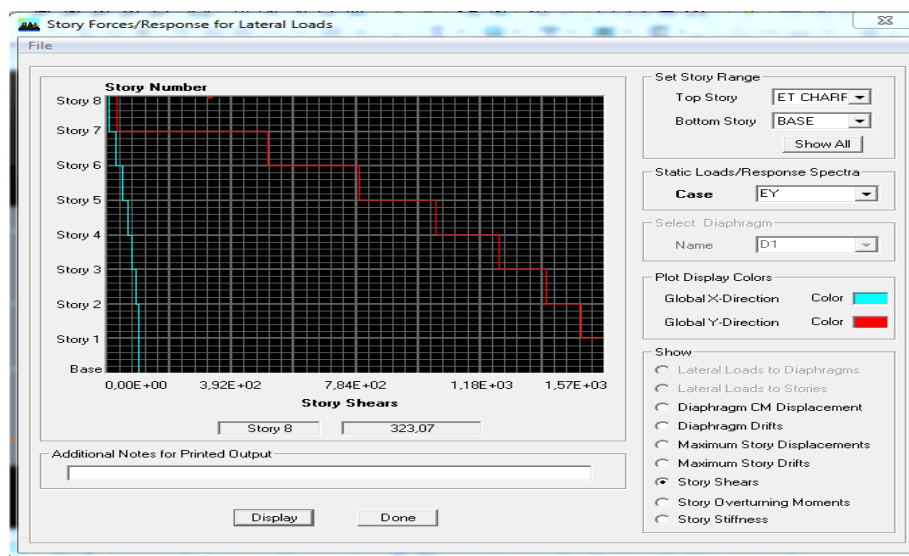 Story Forces/Response for Lateral Loads
File
Story Number
Story 8
Story 7
Story 6
Story 5
Story 4
Story 3
Story 2
Story 1
Base
0,00E+00 3,92E+02 7,84E+02 1,18E+03 1,57E+03
Story Shears
Story 8 323,07
Additional Notes for Printed Output
Display Done
Set Story Range
Top Story ET CHARF
Bottom Story BASE
Show All
Static Loads/Response Spectra
Case EY
Select Diaphragm
Name D1
Plot Display Colors
Global X-Direction Color
Global Y-Direction Color
Show
Lateral Loads to Diaphragms
Lateral Loads to Stories
Diaphragm CM Displacement
Diaphragm Drifts
Maximum Story Displacements
Maximum Story Drifts
Story Shears
Story Overturning Moments
Story Stiffness